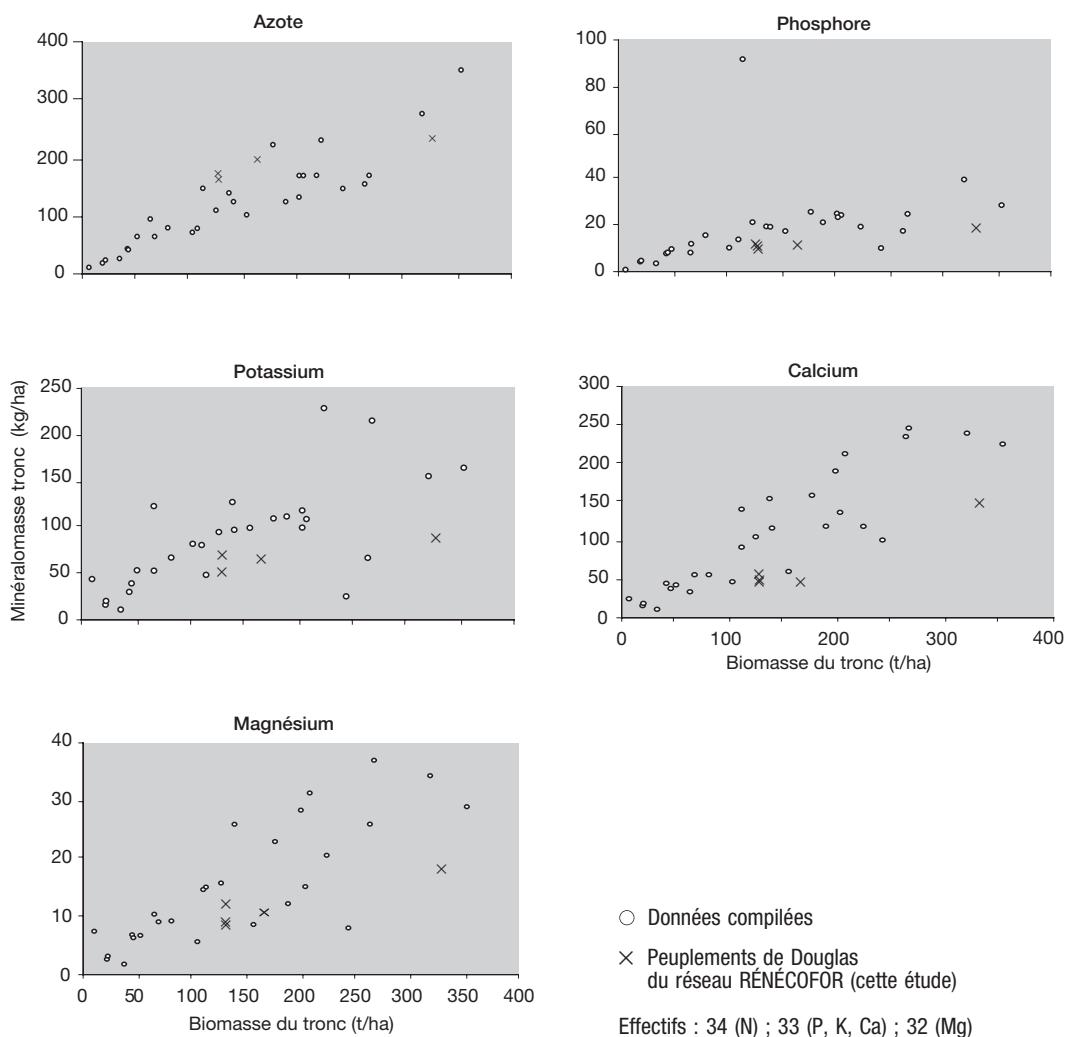 Azote
400
300
200
100
0
Phosphore
100
80
60
40
20
0
Minéralomasse tronc (kg/ha)
Potassium
250
200
150
100
50
0
Calcium
300
250
200
150
100
50
0
0 100 200 300 400
Biomasse du tronc (t/ha)
Magnésium
40
30
20
10
0
0 50 100 150 200 250 300 350 400
Biomasse du tronc (t/ha)
Données compilées
Peuplements de Douglas
du réseau RÉNÉCOFOR (cette étude)
Effectifs : 34 (N) ; 33 (P, K, Ca) ; 32 (Mg)